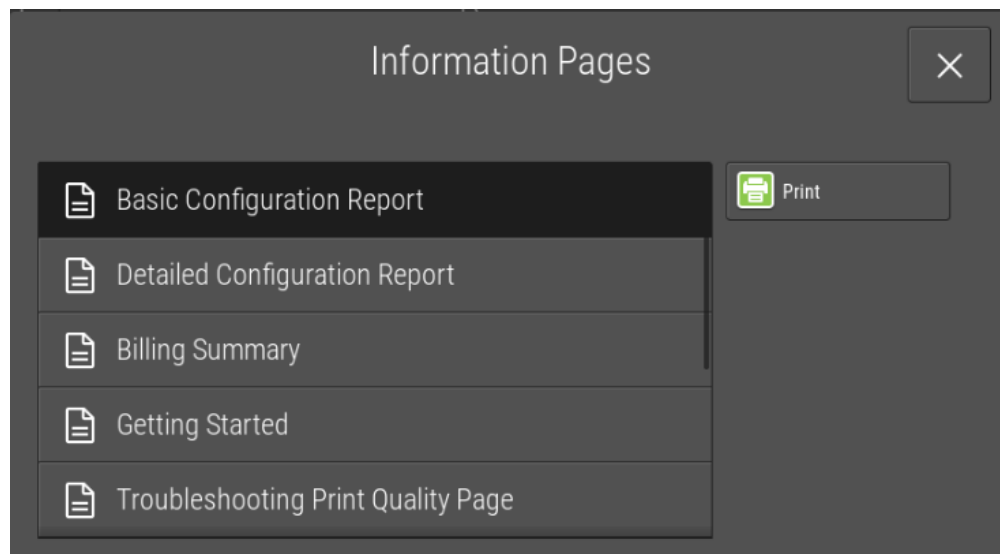 Information Pages
Basic Configuration Report
Print
Detailed Configuration Report
Billing Summary
Getting Started
Troubleshooting Print Quality Page